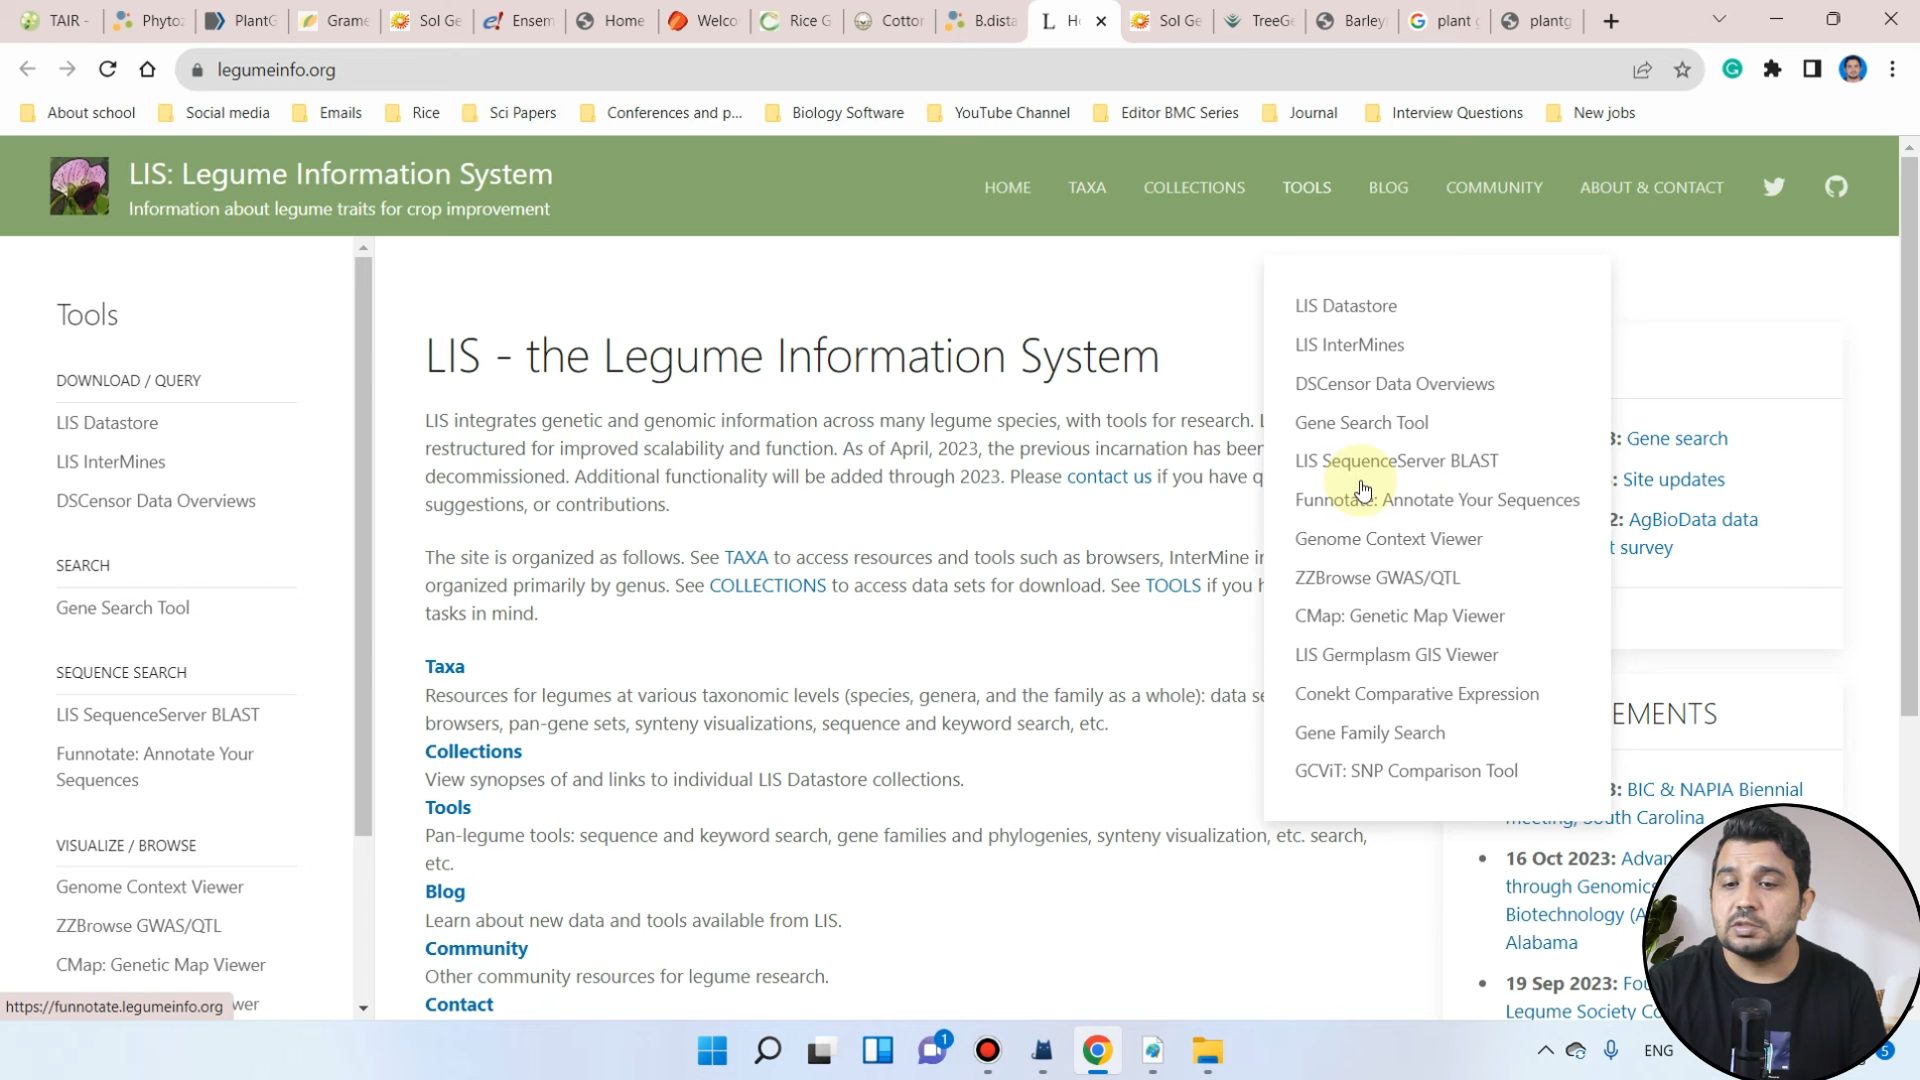 TAIR -
Phytoz
PlantG
Grame
Sol Ge
Ensem
Home
Welco
Rice G
Cotton
B.dista
Sol Ge
TreeGe
Barley
plant
plantg
legumeinfo.org
About school
Social media
Emails
Rice
Sci Papers
Conferences and p...
Biology Software
YouTube Channel
Editor BMC Series
Journal
Interview Questions
New jobs
LIS: Legume Information System
Information about legume traits for crop improvement
HOME
TAXA
COLLECTIONS
TOOLS
BLOG
COMMUNITY
ABOUT & CONTACT
Tools
DOWNLOAD / QUERY
LIS Datastore
LIS InterMines
DSCensor Data Overviews
SEARCH
Gene Search Tool
SEQUENCE SEARCH
LIS SequenceServer BLAST
Funnotate: Annotate Your
Sequences
VISUALIZE / BROWSE
Genome Context Viewer
ZZBrowse GWAS/QTL
CMap: Genetic Map Viewer
https://funnotate.legumeinfo.org
LIS - the Legume Information System
LIS integrates genetic and genomic information across many legume species, with tools for research.
restructured for improved scalability and function. As of April, 2023, the previous incarnation has been
decommissioned. Additional functionality will be added through 2023. Please contact us if you have
suggestions, or contributions.
The site is organized as follows. See TAXA to access resources and tools such as browsers, InterMine
organized primarily by genus. See COLLECTIONS to access data sets for download. See TOOLS if you
tasks in mind.
Taxa
Resources for legumes at various taxonomic levels (species, genera, and the family as a whole): data
browsers, pan-gene sets, synteny visualizations, sequence and keyword search, etc.
Collections
View synopses of and links to individual LIS Datastore collections.
Tools
Pan-legume tools: sequence and keyword search, gene families and phylogenies, synteny visualization, etc. search,
etc.
Blog
Learn about new data and tools available from LIS.
Community
Other community resources for legume research.
Contact
LIS Datastore
LIS InterMines
DSCensor Data Overviews
Gene Search Tool
LIS SequenceServer BLAST
Funnotate: Annotate Your Sequences
Genome Context Viewer
ZZBrowse GWAS/QTL
CMap: Genetic Map Viewer
LIS Germplasm GIS Viewer
Conekt Comparative Expression
Gene Family Search
GCViT: SNP Comparison Tool
Gene search
Site updates
AgBioData data
survey
EMENTS
BIC & NAPIA Biennial
meeting, South Carolina
16 Oct 2023:
through Genomics
Biotechnology
Alabama
19 Sep 2023:
Legume Society
1
ENG
5